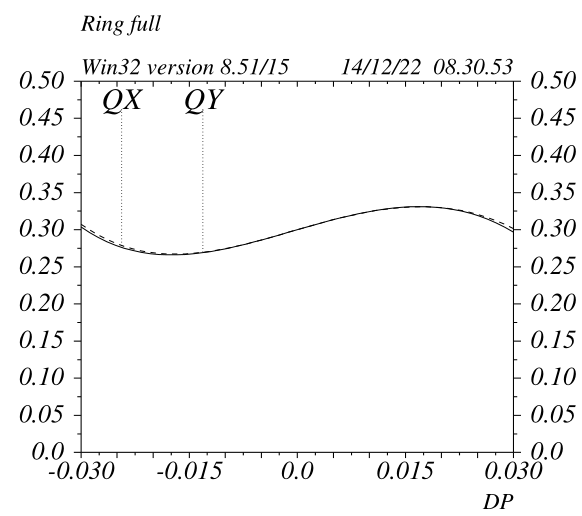 Ring full
Win32 version 8.51/15 14/12/22 08.30.53
0.50 0.50
QX QY
0.45 0.45
0.40 0.40
0.35 0.35
0.30 0.30
0.25 0.25
0.20 0.20
0.15 0.15
0.10 0.10
0.05 0.05
0.0 0.0
-0.030 -0.015 0.0 0.015 0.030
DP